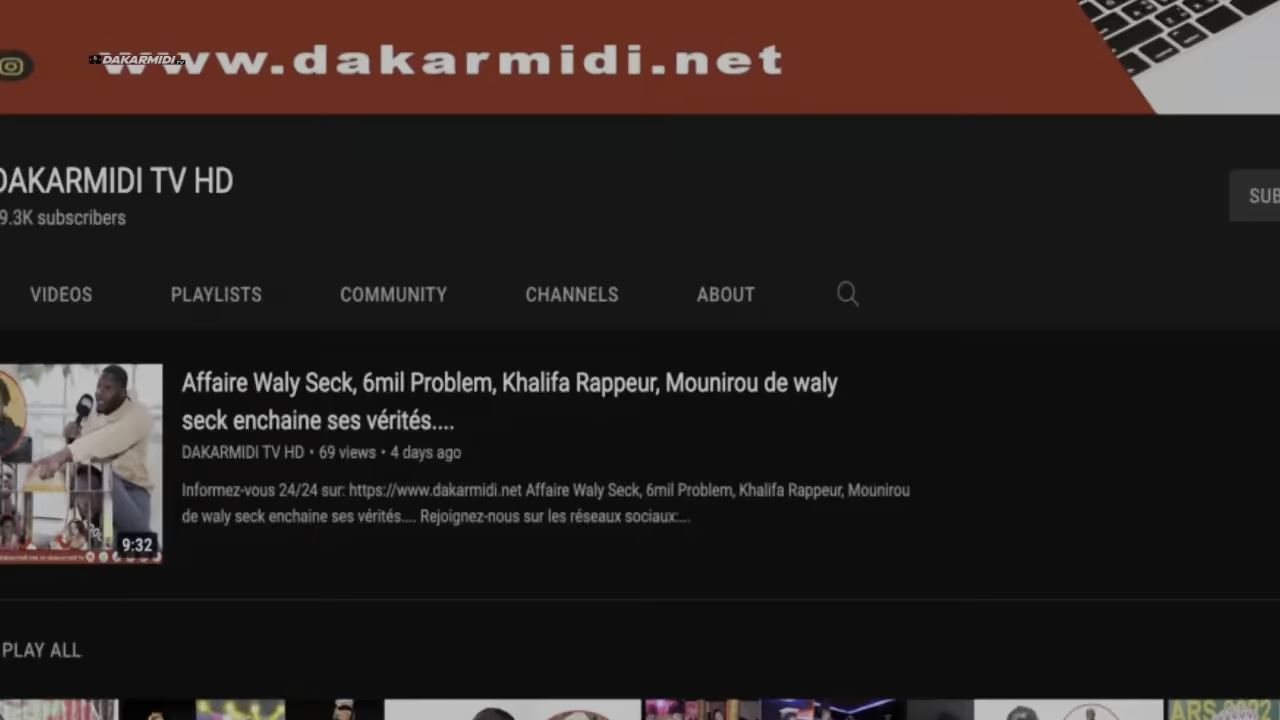 DAKARMIDI TV
www.dakarmidi.net
DAKARMIDI TV HD
9.3K subscribers
SUB
VIDEOS
PLAYLISTS
COMMUNITY
CHANNELS
ABOUT
Affaire Waly Seck, 6mil Problem, Khalifa Rappeur, Mounirou de waly
seck enchaine ses vérités....
DAKARMIDI TV HD • 69 views • 4 days ago
Informez-vous 24/24 sur: https://www.dakarmidi.net Affaire Waly Seck, 6mil Problem, Khalifa Rappeur, Mounirou
de waly seck enchaine ses vérités.... Rejoignez-nous sur les réseaux sociaux:...
9:32
PLAY ALL
ARS 2022